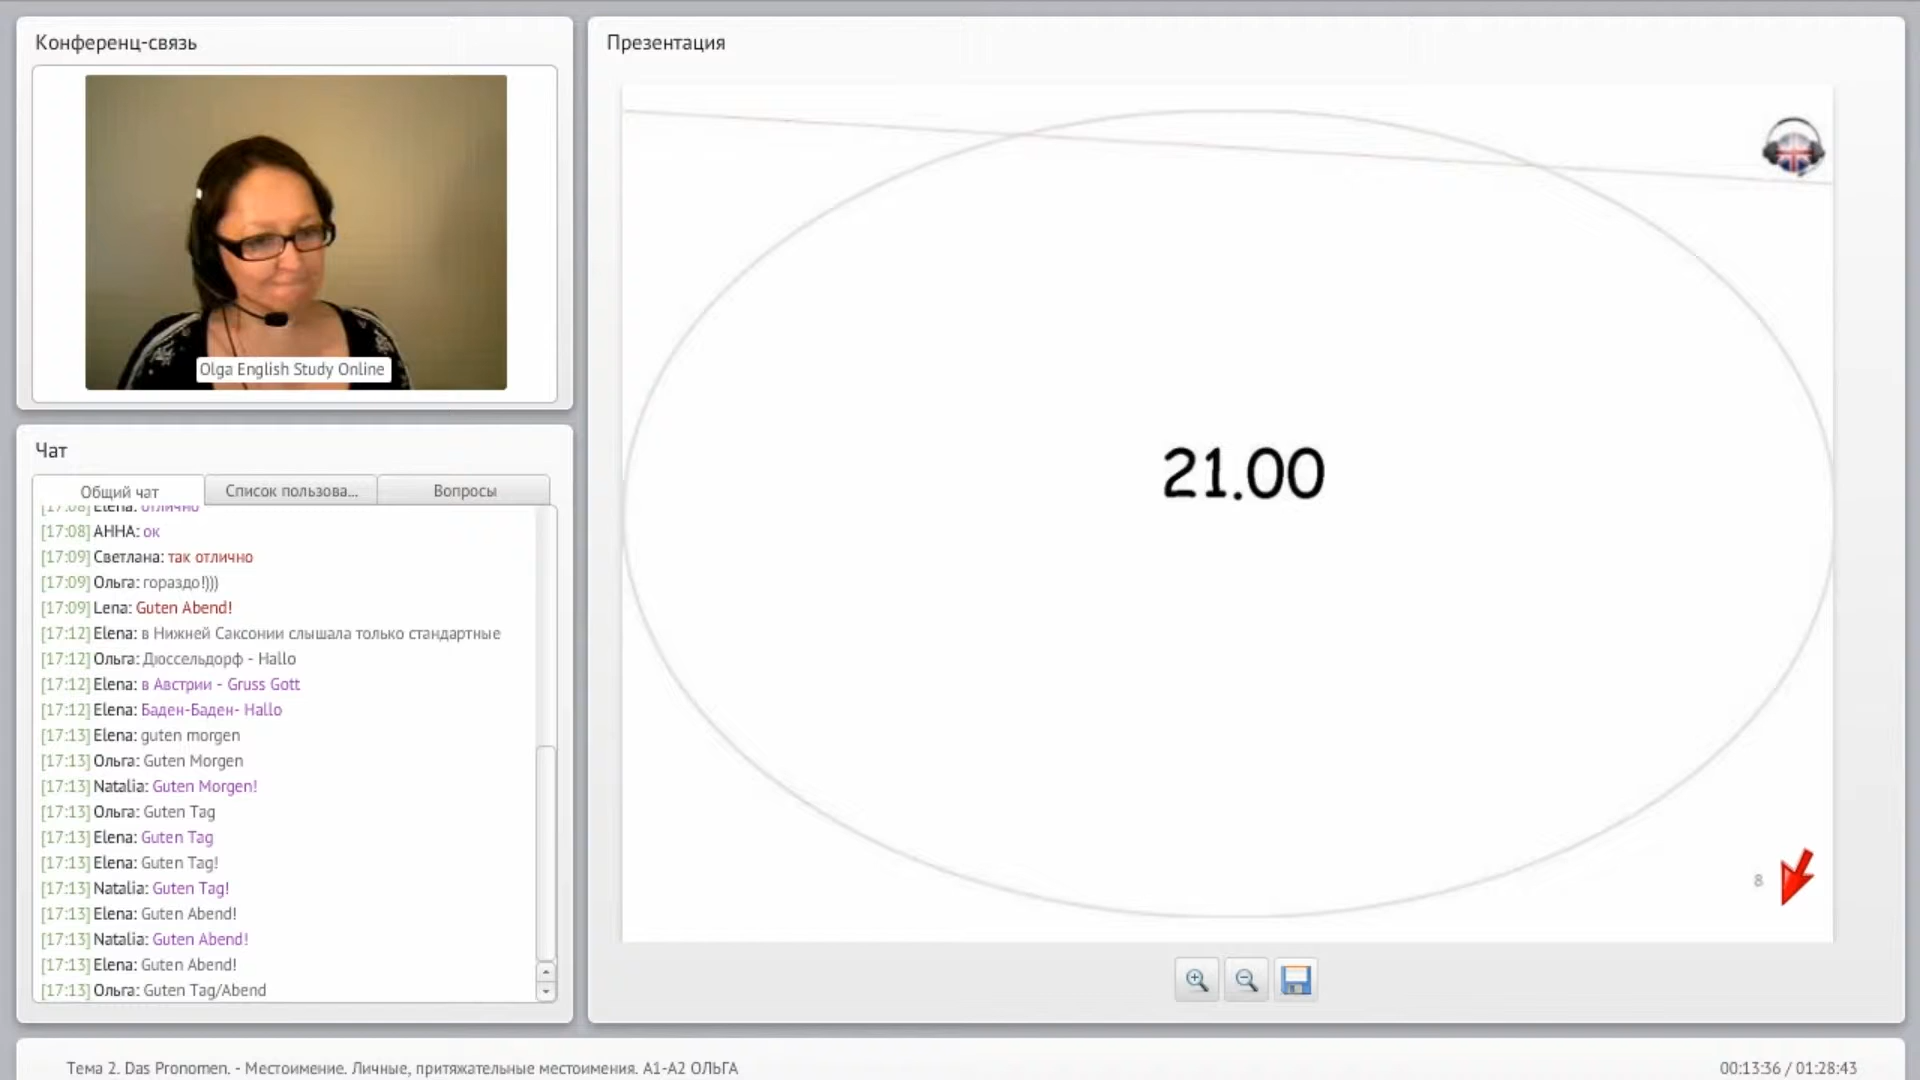 Конференц-связь
Olga English Study Online
Чат
Общий чат
Список пользова...
Вопросы
[17:08] Elena: отлично
[17:08] АННА: ок
[17:09] Светлана: так отлично
[17:09] Ольга: гораздо!)))
[17:09] Lena: Guten Abend!
[17:12] Elena: в Нижней Саксонии слышала только стандартные
[17:12] Ольга: Дюссельдорф - Hallo
[17:12] Elena: в Австрии - Gruss Gott
[17:12] Elena: Баден-Баден- Hallo
[17:13] Elena: guten morgen
[17:13] Ольга: Guten Morgen
[17:13] Natalia: Guten Morgen!
[17:13] Ольга: Guten Tag
[17:13] Elena: Guten Tag
[17:13] Elena: Guten Tag!
[17:13] Natalia: Guten Tag!
[17:13] Elena: Guten Abend!
[17:13] Natalia: Guten Abend!
[17:13] Elena: Guten Abend!
[17:13] Ольга: Guten Tag/Abend
Презентация
21.00
8
Тема 2. Das Pronomen. - Местоимение. Личные, притяжательные местоимения. А1-А2 ОЛЬГА
00:13:36 / 01:28:43